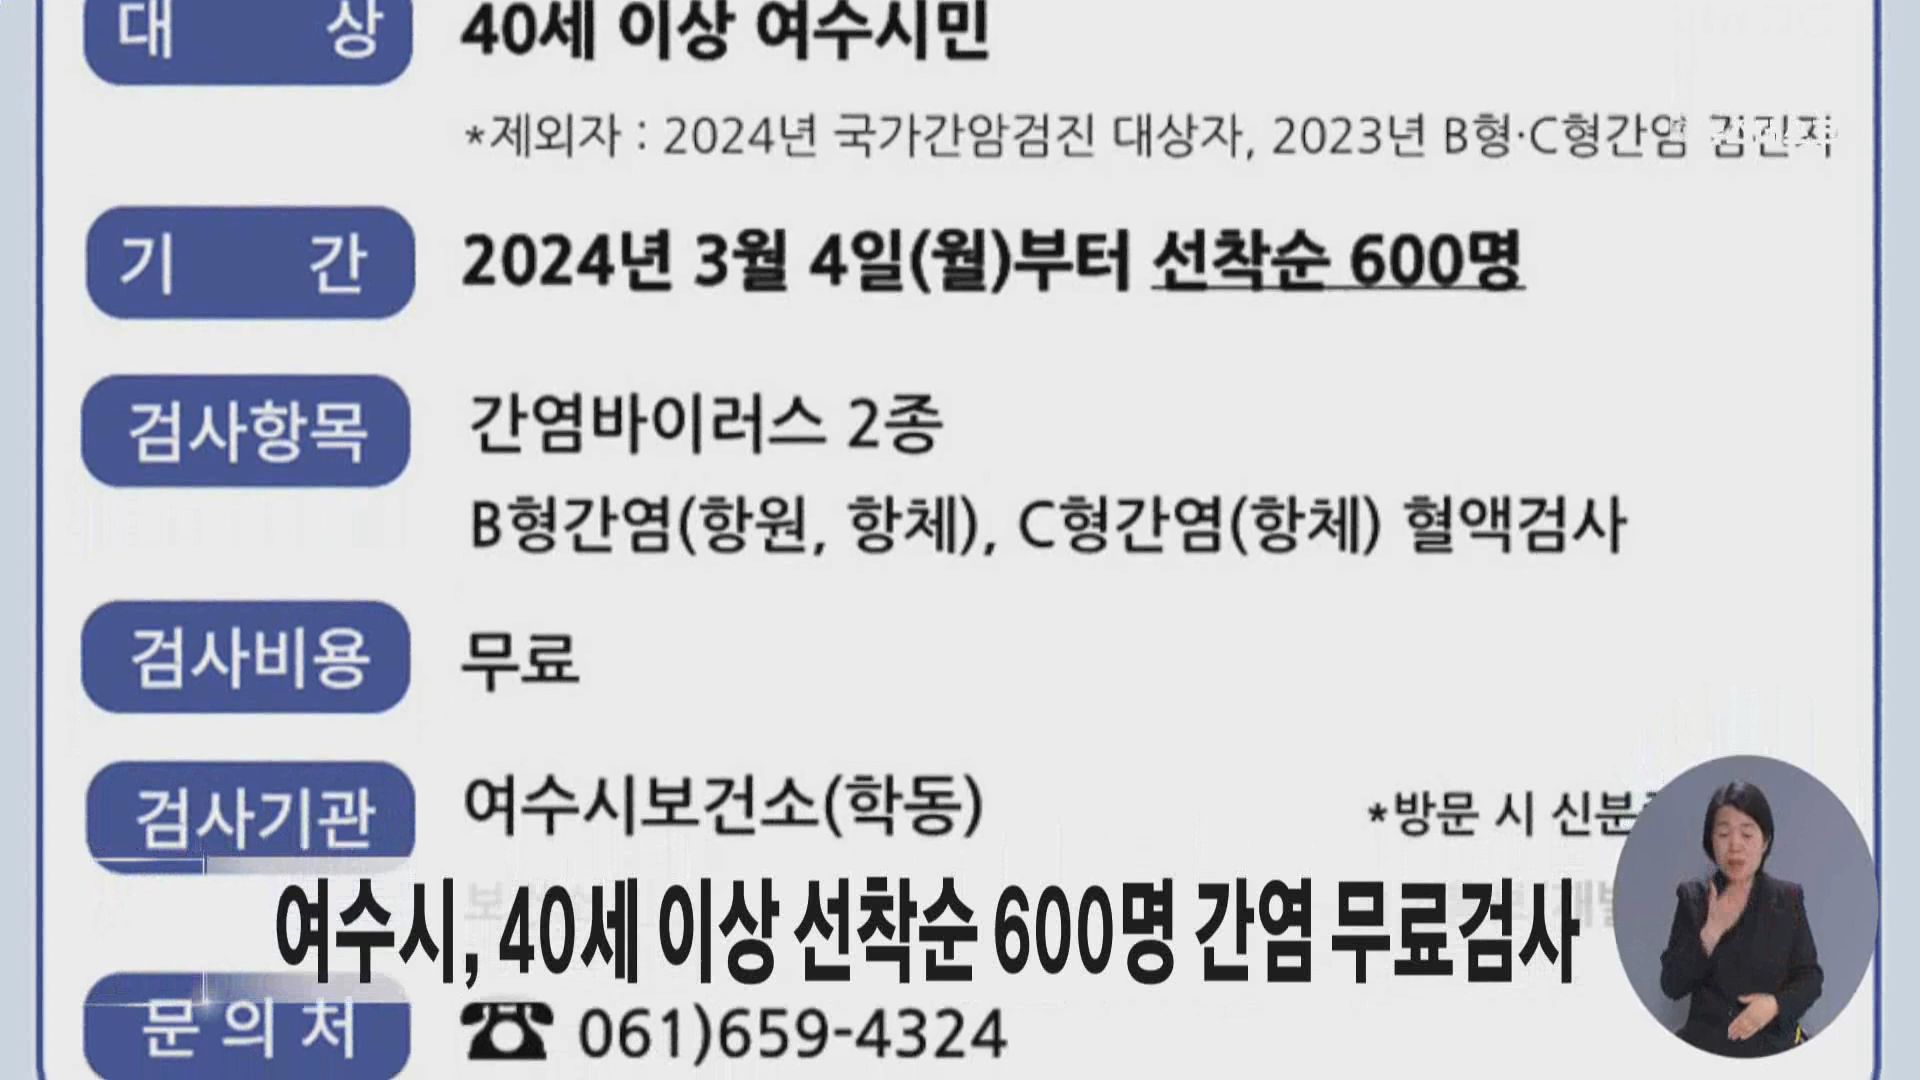 대 상 40세 이상 여수시민
*제외자 : 2024년 국가간암검진 대상자, 2023년 B형·C형간염 검진자
기 간 2024년 3월 4일(월)부터 선착순 600명
검사항목 간염바이러스 2종
B형간염(항원, 항체), C형간염(항체) 혈액검사
검사비용 무료
검사기관 여수시보건소(학동) *방문 시 신분
여수시, 40세 이상 선착순 600명 간염 무료검사
문 의 처 ☎ 061)659-4324